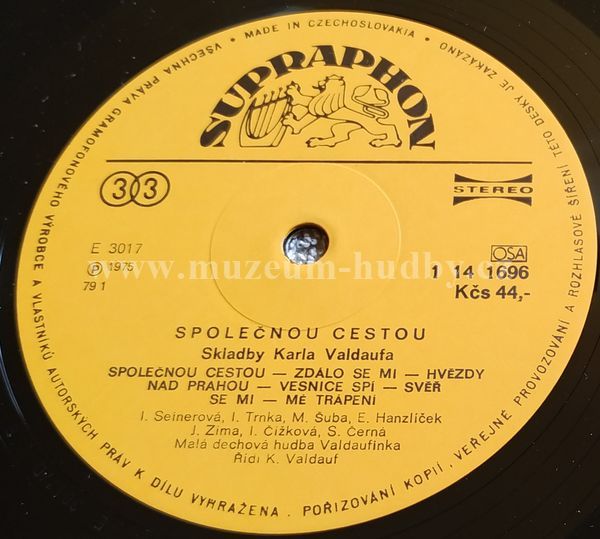 VŠECHNA PRÁVA GRAMOFONOVÉHO VÝROBCE A VLASTNÍKŮ AUTORSKÝCH PRÁV K DÍLU VYHRAŽENA . POŘIZOVÁNÍ KOPIÍ, VEŘEJNÉ PROVOZOVÁNÍ A ROZHLASOVÉ ŠÍŘENÍ TÉTO DESKY JE ZAKÁZÁNO
MADE IN CZECHOSLOVAKIA
SUPRAPHON
33
STEREO
E 3017
℗ 1975
79 1
OSA
1 14 1696
Kčs 44,-
www.muzeum-hudby.
SPOLEČNOU CESTOU
Skladby Karla Valdaufa
SPOLEČNOU CESTOU — ZDÁLO SE MI — HVĚZDY
NAD PRAHOU — VESNICE SPÍ — SVĚŘ
SE MI — MÉ TRÁPENÍ
I. Seinerová, I. Trnka, M. Šuba, E. Hanzlíček
J. Zima, I. Čížková, S. Černá
Malá dechová hudba Valdaufinka
Řídí K. Valdauf